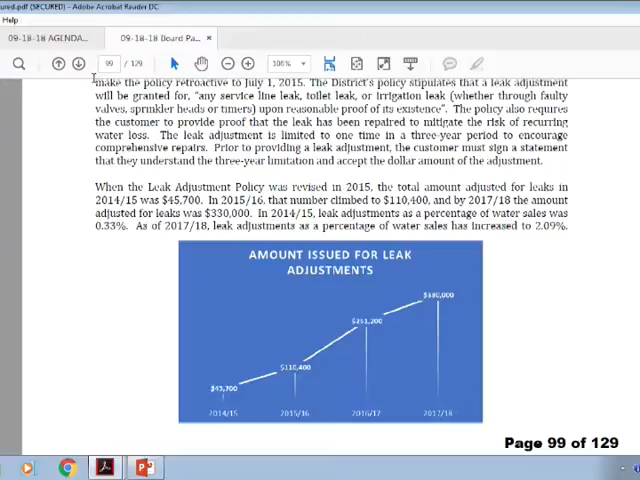 ured.pdf (SECURED) - Adobe Acrobat Reader DC
Help
09-18-18 AGENDA...
09-18-18 Board Pa...
×
99 / 129
106%
make the policy retroactive to July 1, 2015. The District's policy stipulates that a leak adjustment
will be granted for, "any service line leak, toilet leak, or irrigation leak (whether through faulty
valves, sprinkler heads or timers) upon reasonable proof of its existence". The policy also requires
the customer to provide proof that the leak has been repaired to mitigate the risk of recurring
water loss. The leak adjustment is limited to one time in a three-year period to encourage
comprehensive repairs. Prior to providing a leak adjustment, the customer must sign a statement
that they understand the three-year limitation and accept the dollar amount of the adjustment.
When the Leak Adjustment Policy was revised in 2015, the total amount adjusted for leaks in
2014/15 was $45,700. In 2015/16, that number climbed to $110,400, and by 2017/18 the amount
adjusted for leaks was $330,000. In 2014/15, leak adjustments as a percentage of water sales was
0.33%. As of 2017/18, leak adjustments as a percentage of water sales has increased to 2.09%.
AMOUNT ISSUED FOR LEAK
ADJUSTMENTS
$330,000
$251,200
$110,400
$45,700
2014/15 2015/16 2016/17 2017/18
Page 99 of 129